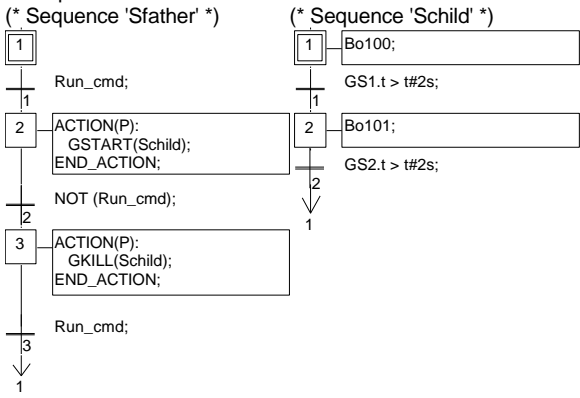 (* Sequence 'Sfather' *)
1
Run_cmd;
1
2
ACTION(P):
GSTART(Schild);
END_ACTION;
NOT (Run_cmd);
2
3
ACTION(P):
GKILL(Schild);
END_ACTION;
Run_cmd;
3
1
(* Sequence 'Schild' *)
1
Bo100;
GS1.t > t#2s;
1
2
Bo101;
GS2.t > t#2s;
2
1